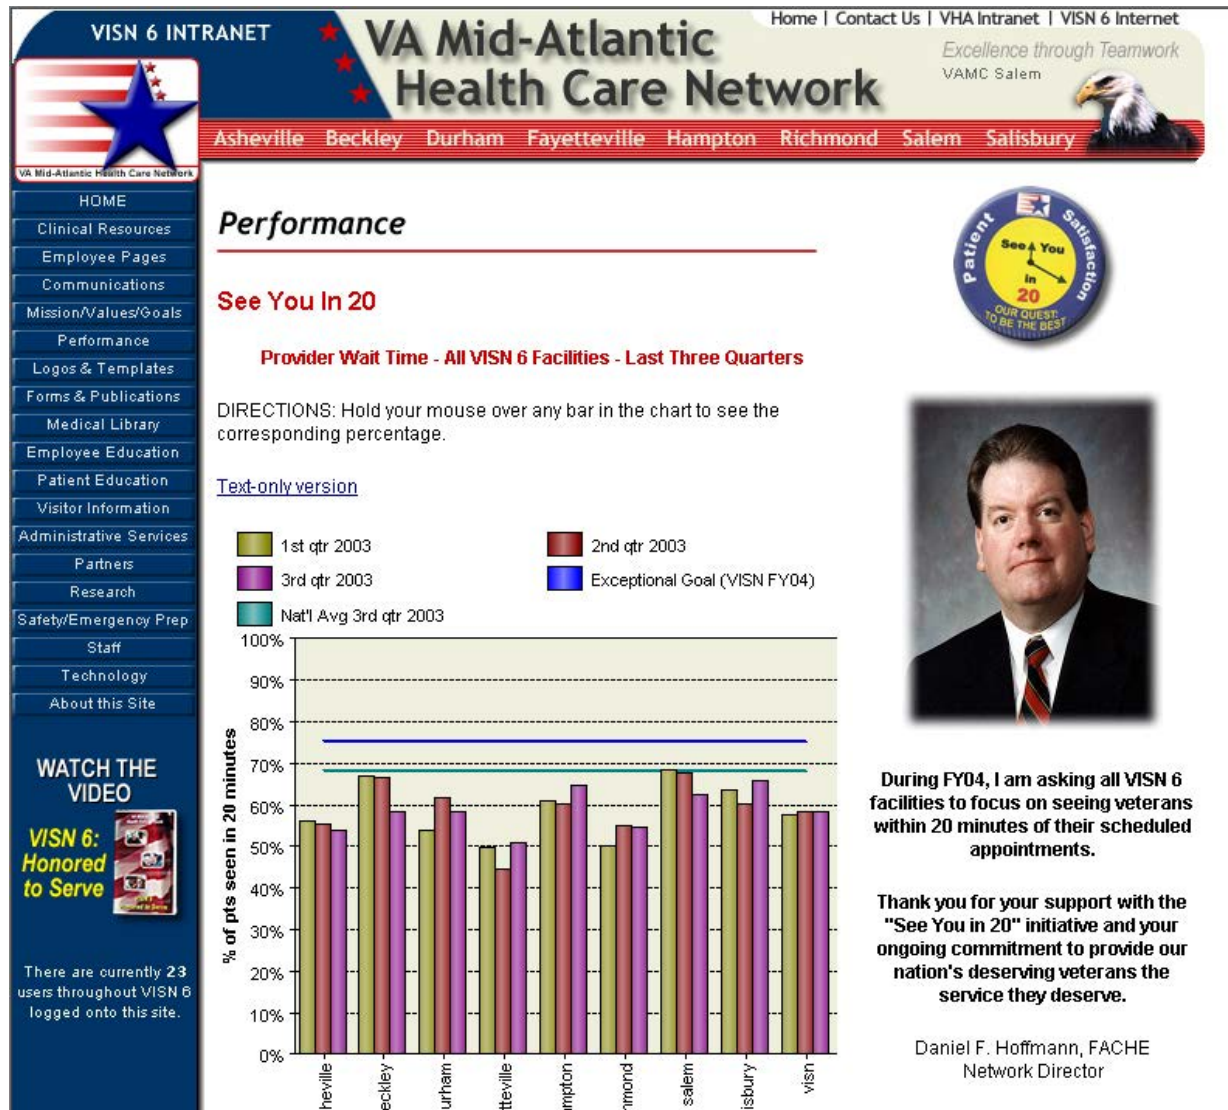 Home | Contact Us | VHA Intranet | VISN 6 Internet
VISN 6 INTRANET
VA Mid-Atlantic
Health Care Network
Excellence through Teamwork
VAMC Salem
Asheville Beckley Durham Fayetteville Hampton Richmond Salem Salisbury
VA Mid-Atlantic Health Care Network
HOME
Clinical Resources
Employee Pages
Communications
Mission/Values/Goals
Performance
Logos & Templates
Forms & Publications
Medical Library
Employee Education
Patient Education
Visitor Information
Administrative Services
Partners
Research
Safety/Emergency Prep
Staff
Technology
About this Site
WATCH THE
VIDEO
VISN 6:
Honored
to Serve
There are currently 23
users throughout VISN 6
logged onto this site.
Performance
See You In 20
Provider Wait Time - All VISN 6 Facilities - Last Three Quarters
DIRECTIONS: Hold your mouse over any bar in the chart to see the
corresponding percentage.
Text-only version
1st qtr 2003
2nd qtr 2003
3rd qtr 2003
Exceptional Goal (VISN FY04)
Nat'l Avg 3rd qtr 2003
100%
90%
80%
70%
60%
50%
40%
30%
20%
10%
0%
% of pts seen in 20 minutes
heville
eckley
urham
tteville
ampton
hmond
salem
isbury
visn
Patient Satisfaction
See You
in
20
OUR QUEST:
TO BE THE BEST
During FY04, I am asking all VISN 6
facilities to focus on seeing veterans
within 20 minutes of their scheduled
appointments.
Thank you for your support with the
"See You in 20" initiative and your
ongoing commitment to provide our
nation's deserving veterans the
service they deserve.
Daniel F. Hoffmann, FACHE
Network Director